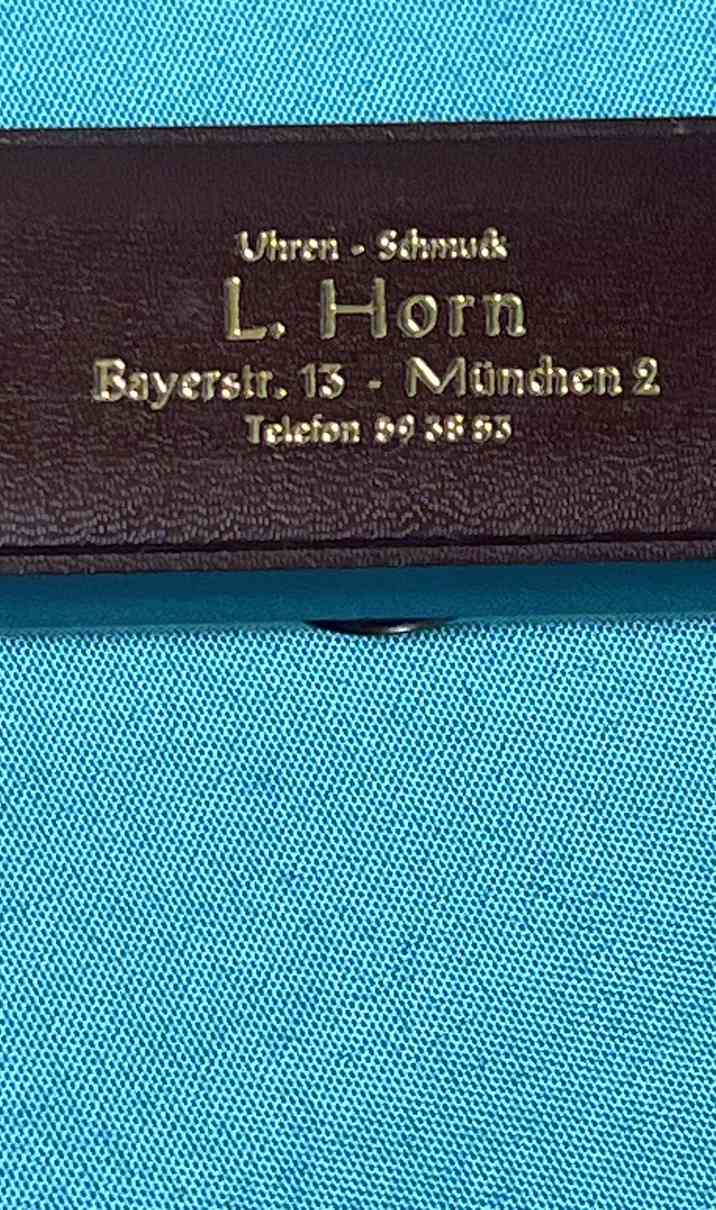 Uhren - Schmuck
L. Horn
Bayerstr. 13 - München 2
Telefon